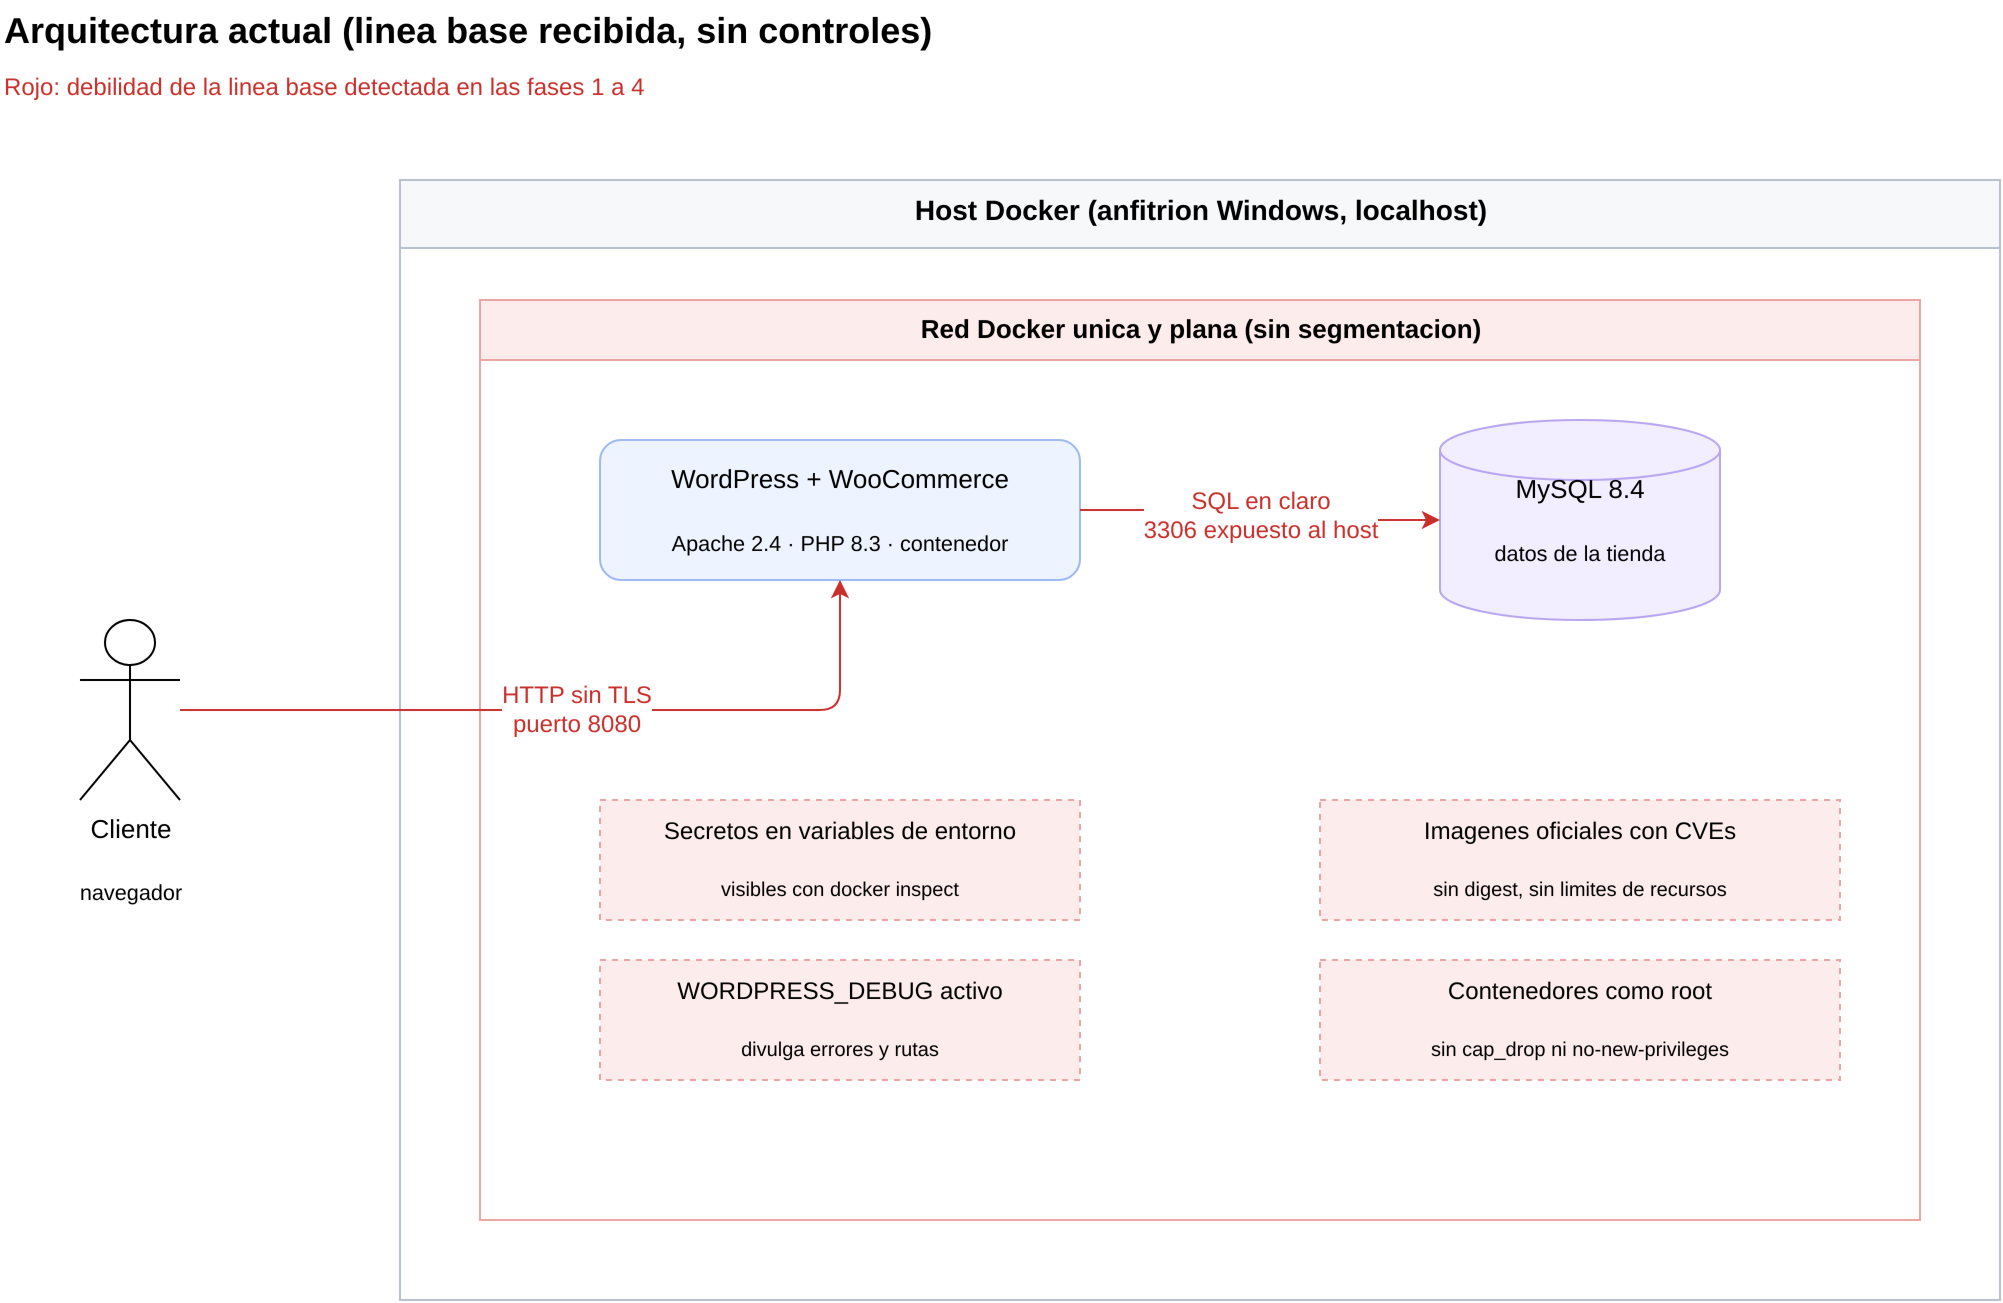 Arquitectura actual (linea base recibida, sin controles)
Rojo: debilidad de la linea base detectada en las fases 1 a 4
Host Docker (anfitrion Windows, localhost)
Red Docker unica y plana (sin segmentacion)
WordPress + WooCommerce
Apache 2.4 · PHP 8.3 · contenedor
SQL en claro
3306 expuesto al host
MySQL 8.4
datos de la tienda
HTTP sin TLS
puerto 8080
Cliente
navegador
Secretos en variables de entorno
visibles con docker inspect
Imagenes oficiales con CVEs
sin digest, sin limites de recursos
WORDPRESS_DEBUG activo
divulga errores y rutas
Contenedores como root
sin cap_drop ni no-new-privileges